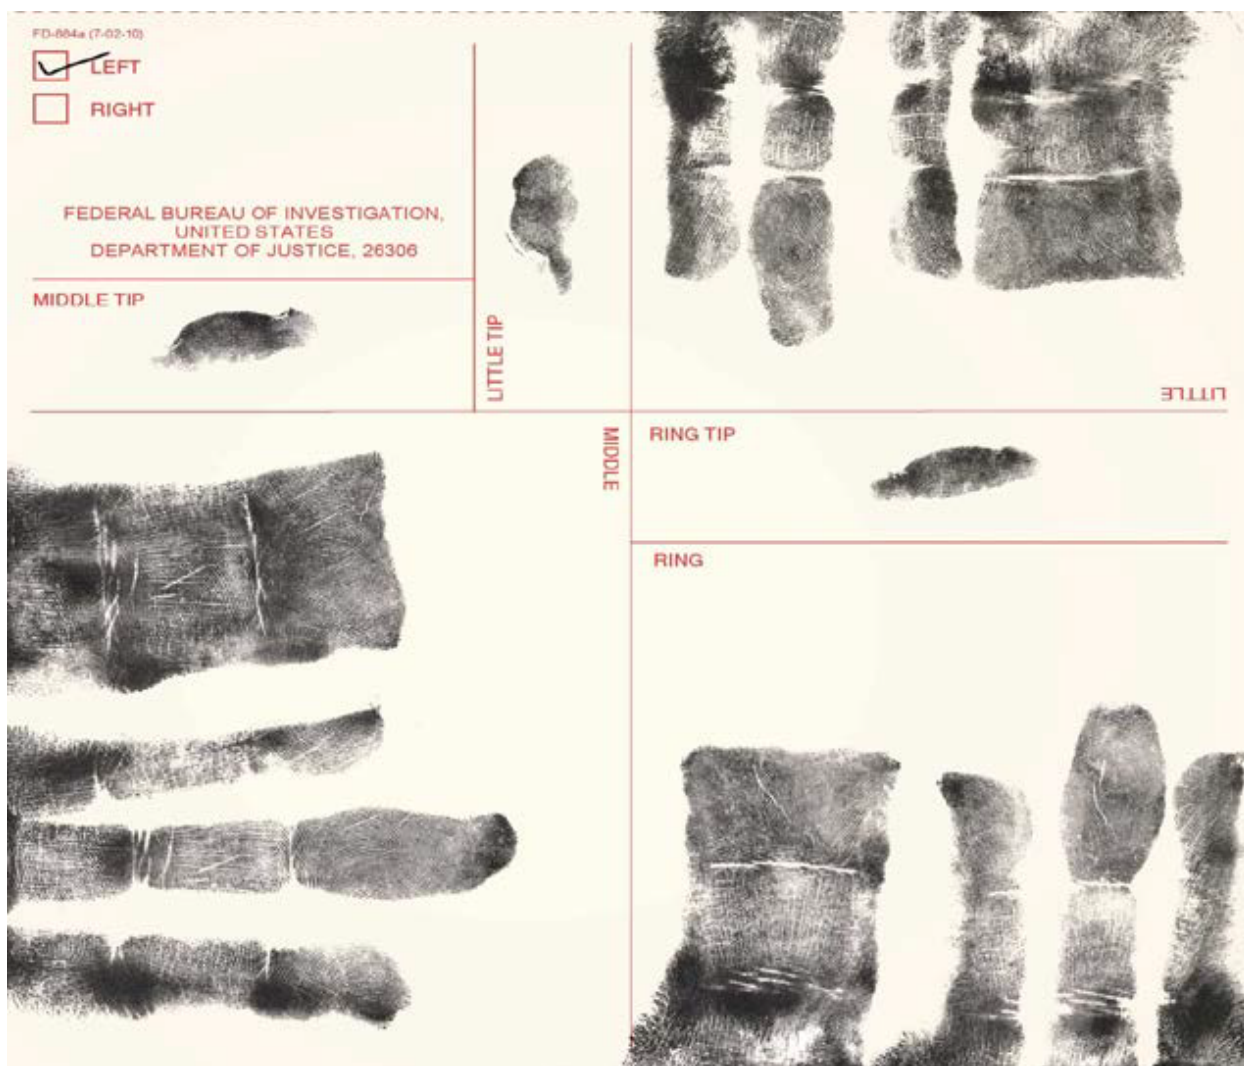 FD-884a (7-02-10)
LEFT
RIGHT
FEDERAL BUREAU OF INVESTIGATION,
UNITED STATES
DEPARTMENT OF JUSTICE, 26306
MIDDLE TIP
LITTLE TIP
LITTLE
MIDDLE
RING TIP
RING